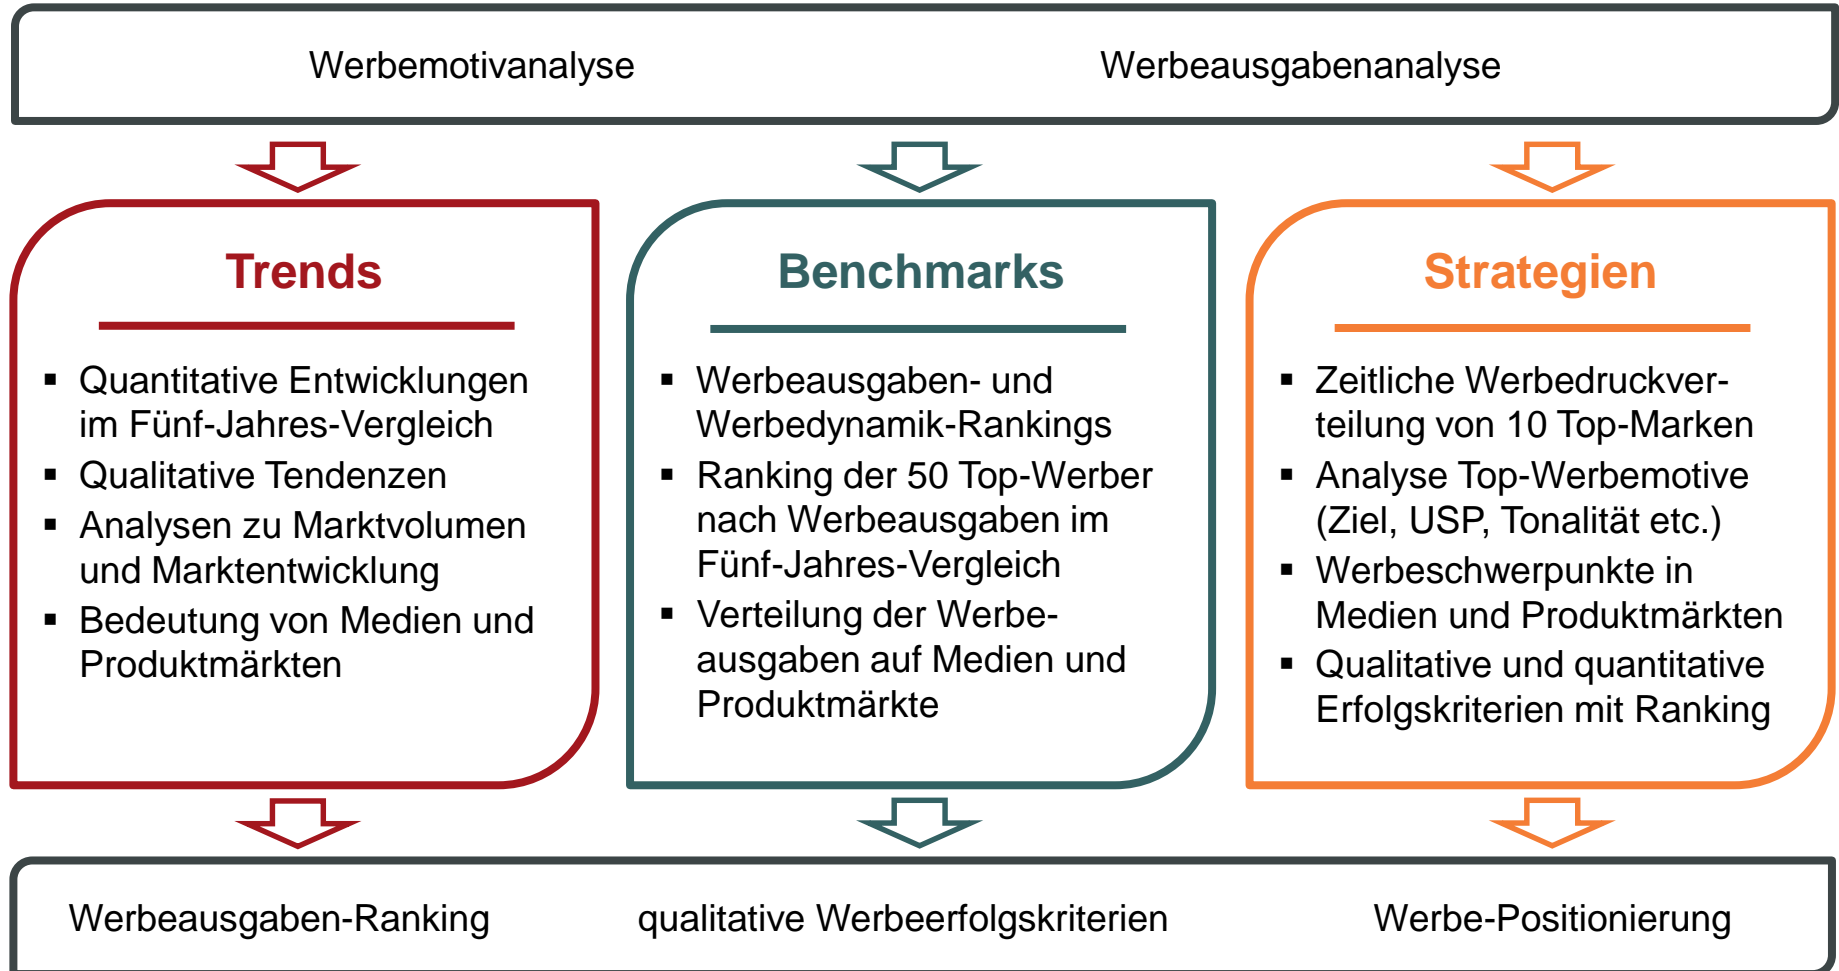 Werbemotivanalyse
Werbeausgabenanalyse
Trends
▪ Quantitative Entwicklungen
im Fünf-Jahres-Vergleich
▪ Qualitative Tendenzen
▪ Analysen zu Marktvolumen
und Marktentwicklung
▪ Bedeutung von Medien und
Produktmärkten
Benchmarks
▪ Werbeausgaben- und
Werbedynamik-Rankings
▪ Ranking der 50 Top-Werber
nach Werbeausgaben im
Fünf-Jahres-Vergleich
▪ Verteilung der Werbe-
ausgaben auf Medien und
Produktmärkte
Strategien
▪ Zeitliche Werbedruckver-
teilung von 10 Top-Marken
▪ Analyse Top-Werbemotive
(Ziel, USP, Tonalität etc.)
▪ Werbeschwerpunkte in
Medien und Produktmärkten
▪ Qualitative und quantitative
Erfolgskriterien mit Ranking
Werbeausgaben-Ranking
qualitative Werbeerfolgskriterien
Werbe-Positionierung